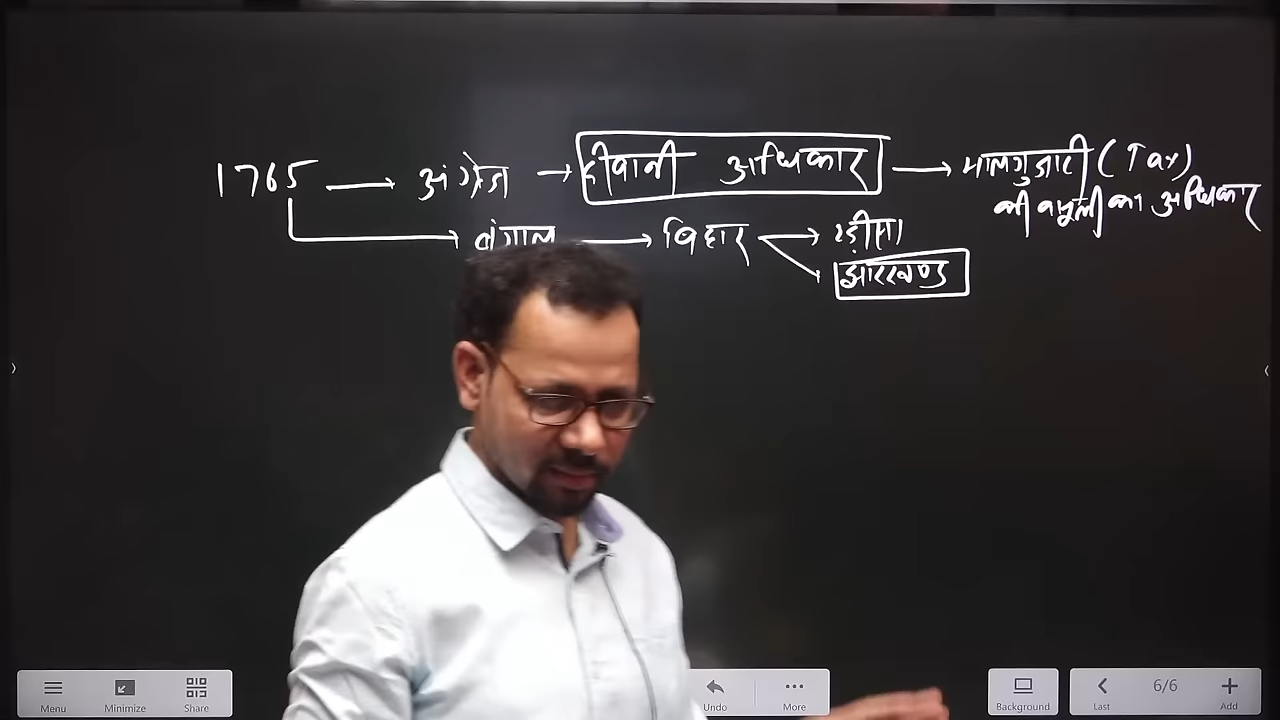 1765 → अंग्रेज → दीवानी अधिकार → मालगुजारी (Tax)
की वसूली का अधिकार
बंगाल → बिहार → उड़ीसा
झारखण्ड
Menu Minimize Share Undo More Background Last 6/6 Add